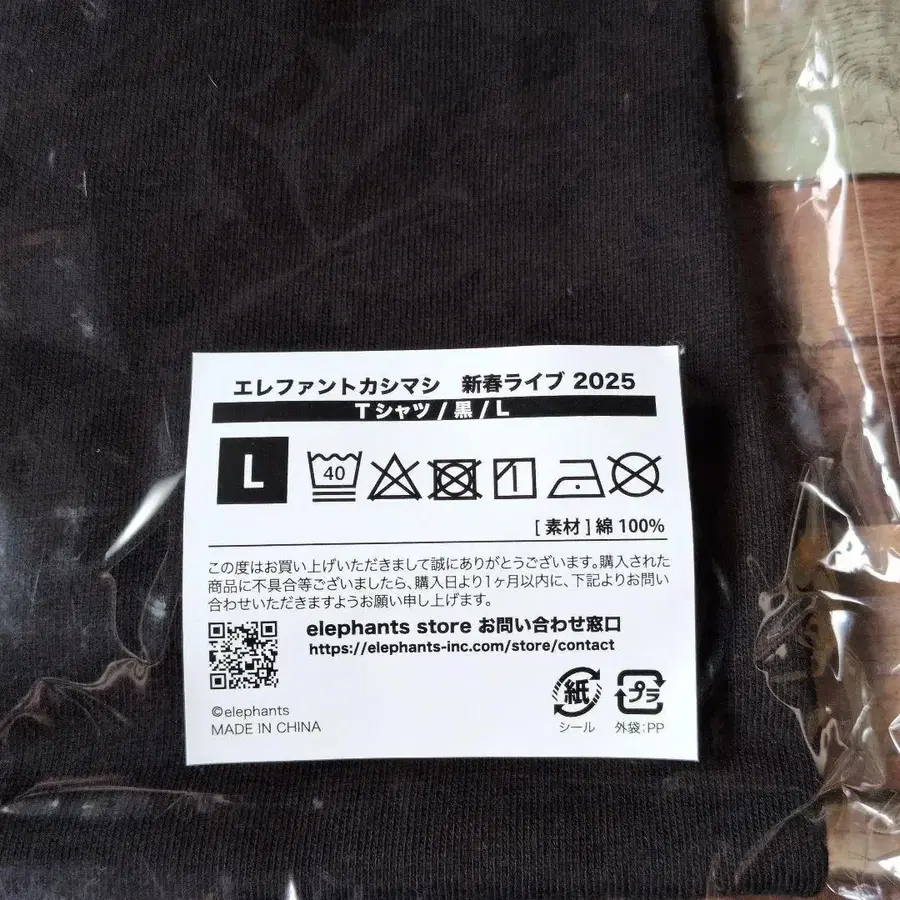 エレファントカシマシ　新春ライブ 2025
Tシャツ / 黒 / L
L
40
[ 素材 ] 綿 100%
この度はお買い上げいただきまして誠にありがとうございます。購入された
商品に不具合等ございましたら、購入日より1ヶ月以内に、下記よりお問い
合わせいただきますようお願い申し上げます。
elephants store お問い合わせ窓口
https://elephants-inc.com/store/contact
紙
プラ
シール
外袋:PP
©elephants
MADE IN CHINA